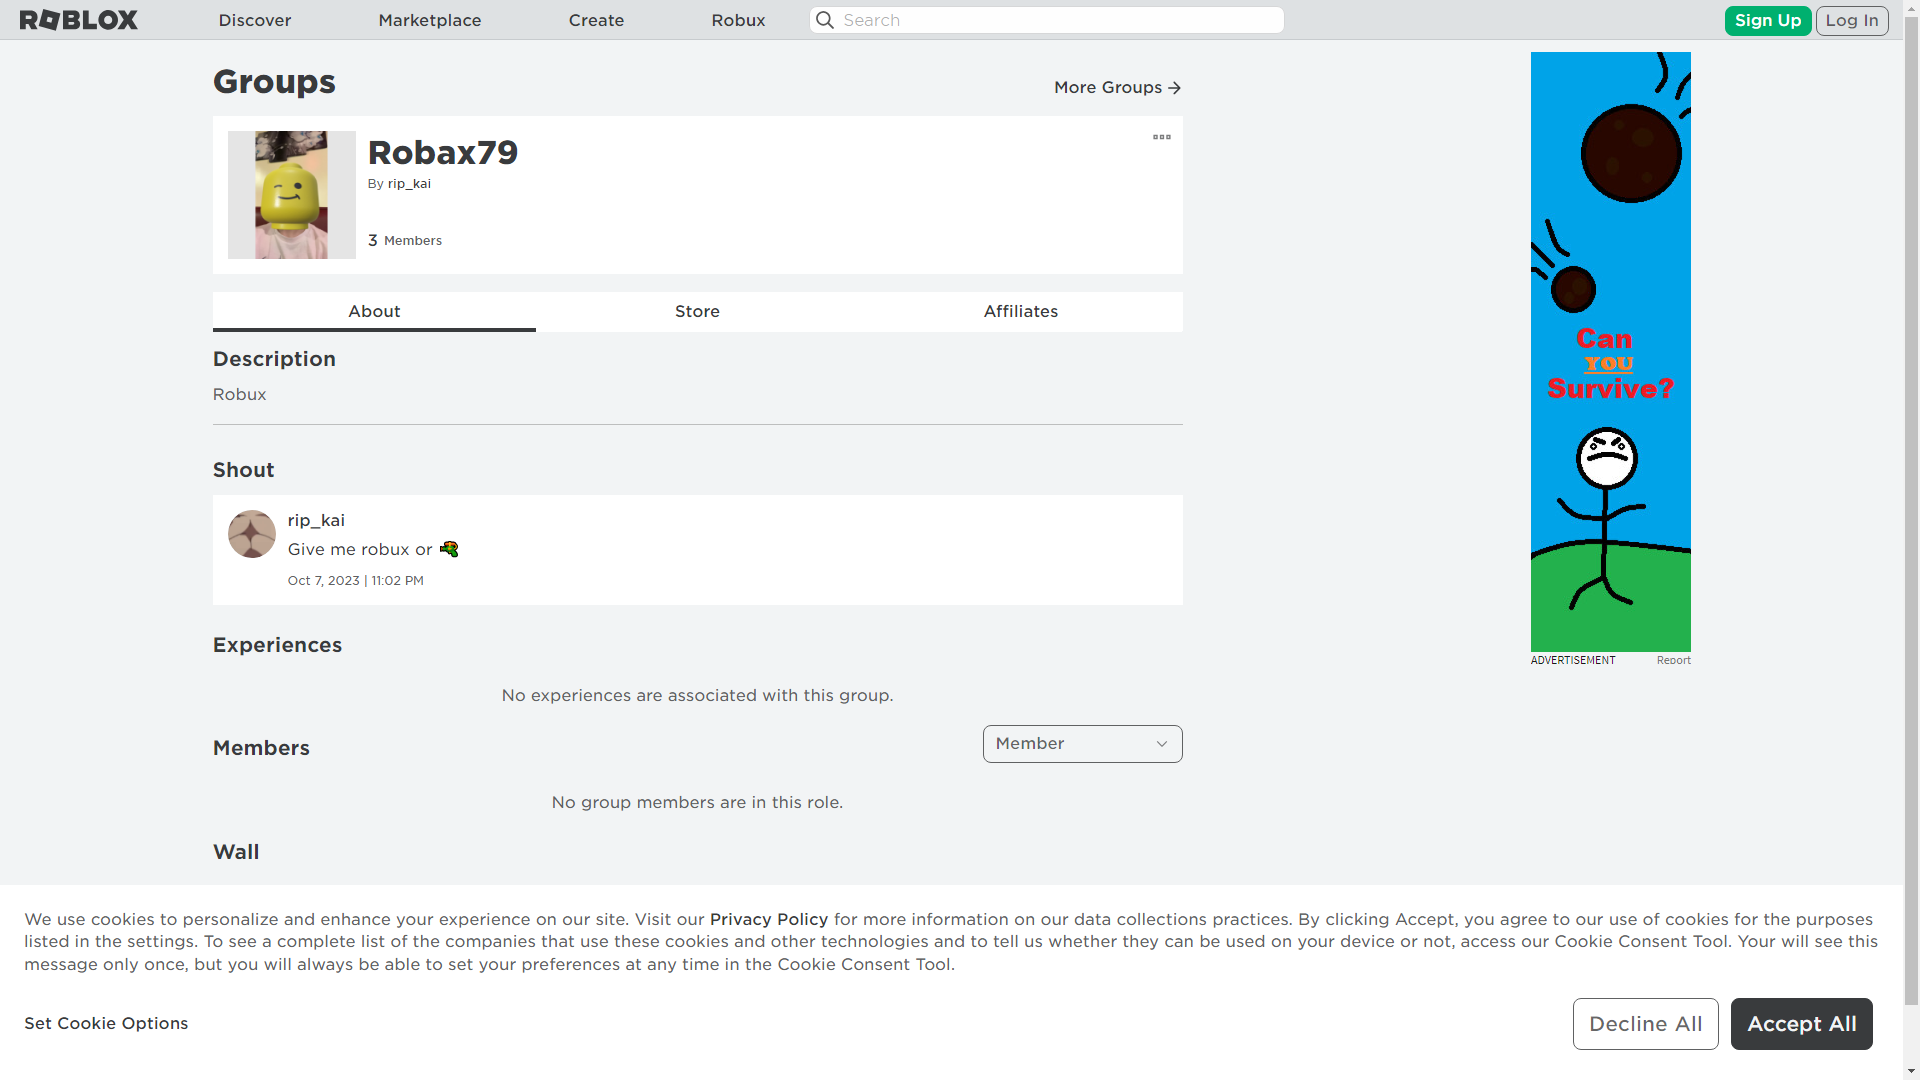 ROBLOX Discover Marketplace Create Robux Search Sign Up Log In
Groups More Groups
Robax79
By rip_kai
3 Members
About Store Affiliates
Description
Robux
Shout
rip_kai
Give me robux or 🔫
Oct 7, 2023 | 11:02 PM
Experiences
No experiences are associated with this group.
Members Member
No group members are in this role.
Wall
Can
YOU
Survive?
ADVERTISEMENT Report
We use cookies to personalize and enhance your experience on our site. Visit our Privacy Policy for more information on our data collections practices. By clicking Accept, you agree to our use of cookies for the purposes
listed in the settings. To see a complete list of the companies that use these cookies and other technologies and to tell us whether they can be used on your device or not, access our Cookie Consent Tool. Your will see this
message only once, but you will always be able to set your preferences at any time in the Cookie Consent Tool.
Set Cookie Options Decline All Accept All